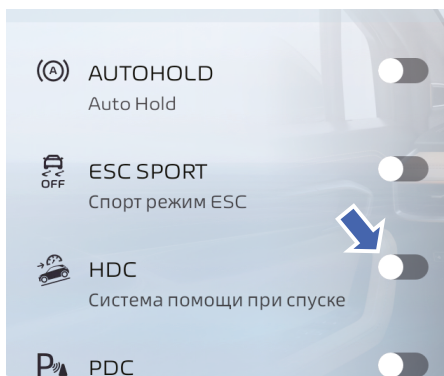 (A) AUTOHOLD
Auto Hold
OFF ESC SPORT
Спорт режим ESC
HDC
Система помощи при спуске
P PDC